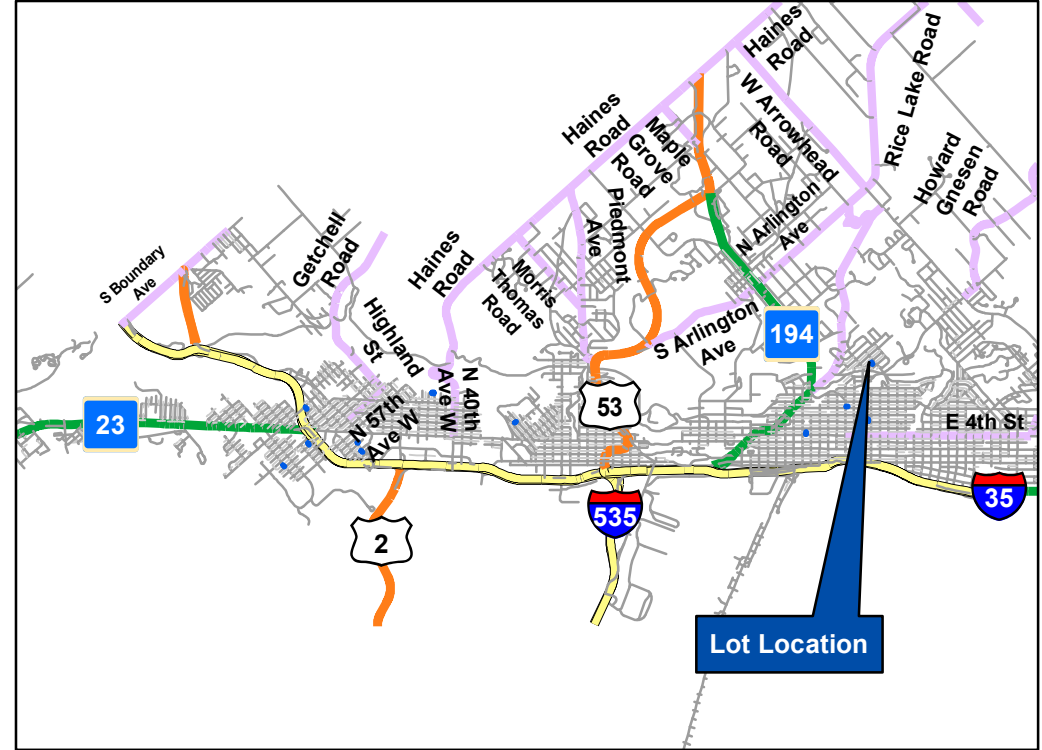 Haines
Road
Rice Lake Road
W Arrowhead
Road
Haines
Road
Maple
Grove
Road
Howard
Gnesen
Road
Piedmont
Ave
N Arlington
Ave
Getchell
Road
Haines
Road
S Boundary
Ave
Morris
Thomas
Road
Highland
St
S Arlington
Ave
194
N 40th
Ave W
53
23
N 57th
Ave W
E 4th St
35
535
2
Lot Location